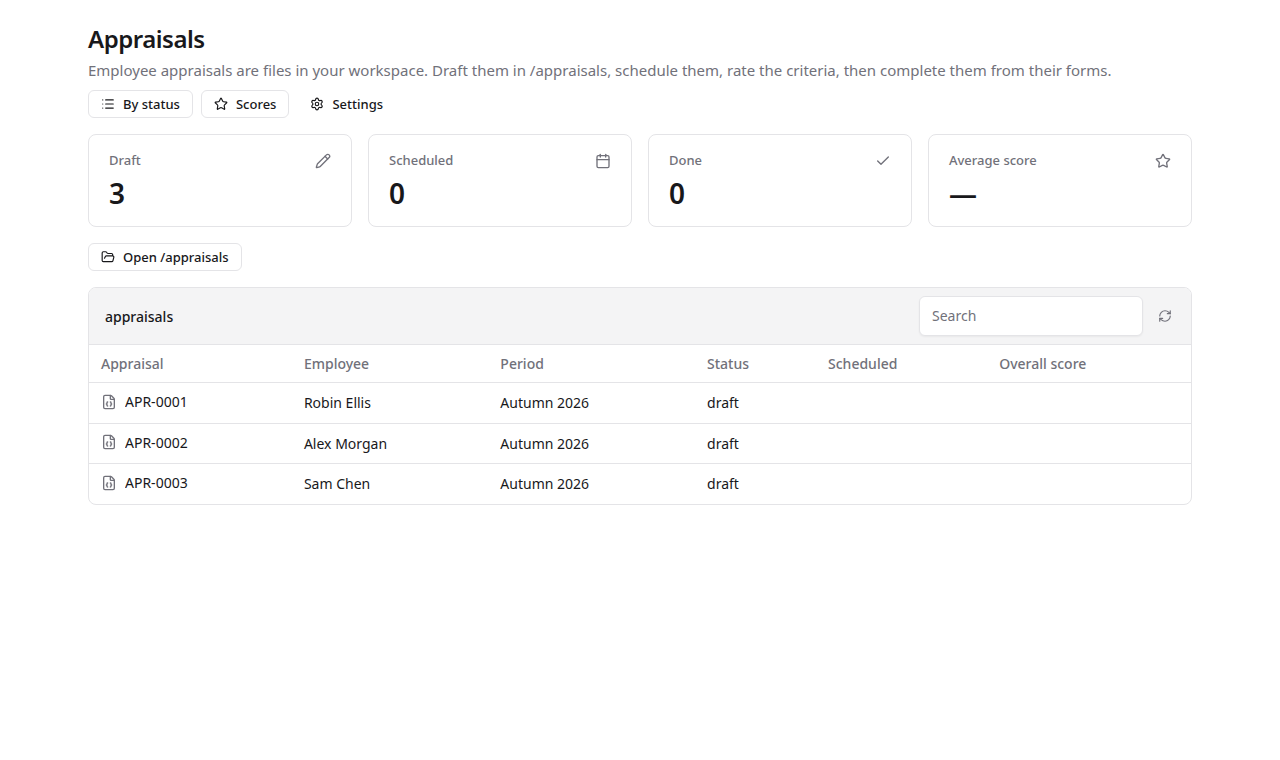 Appraisals
Employee appraisals are files in your workspace. Draft them in /appraisals, schedule them, rate the criteria, then complete them from their forms.
By status Scores Settings
Draft Scheduled Done Average score
3 0 0 —
Open /appraisals
appraisals Search
Appraisal Employee Period Status Scheduled Overall score
APR-0001 Robin Ellis Autumn 2026 draft
APR-0002 Alex Morgan Autumn 2026 draft
APR-0003 Sam Chen Autumn 2026 draft